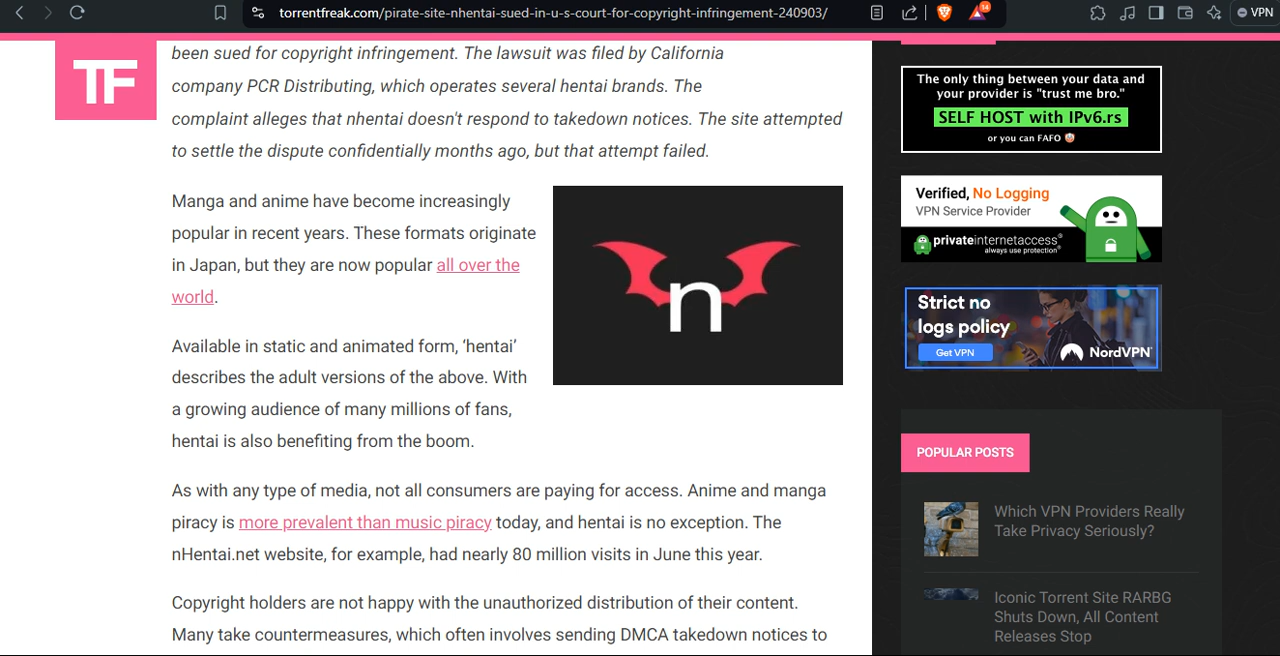 torrentfreak.com/pirate-site-nhentai-sued-in-u-s-court-for-copyright-infringement-240903/
14
VPN
TF
been sued for copyright infringement. The lawsuit was filed by California
company PCR Distributing, which operates several hentai brands. The
complaint alleges that nhentai doesn't respond to takedown notices. The site attempted
to settle the dispute confidentially months ago, but that attempt failed.
Manga and anime have become increasingly
popular in recent years. These formats originate
in Japan, but they are now popular all over the
world.
n
Available in static and animated form, ‘hentai’
describes the adult versions of the above. With
a growing audience of many millions of fans,
hentai is also benefiting from the boom.
As with any type of media, not all consumers are paying for access. Anime and manga
piracy is more prevalent than music piracy today, and hentai is no exception. The
nHentai.net website, for example, had nearly 80 million visits in June this year.
Copyright holders are not happy with the unauthorized distribution of their content.
Many take countermeasures, which often involves sending DMCA takedown notices to
The only thing between your data and
your provider is "trust me bro."
SELF HOST with IPv6.rs
or you can FAFO
Verified, No Logging
VPN Service Provider
privateinternetaccess®
always use protection®
Strict no
logs policy
Get VPN
NordVPN®
POPULAR POSTS
Which VPN Providers Really
Take Privacy Seriously?
Iconic Torrent Site RARBG
Shuts Down, All Content
Releases Stop